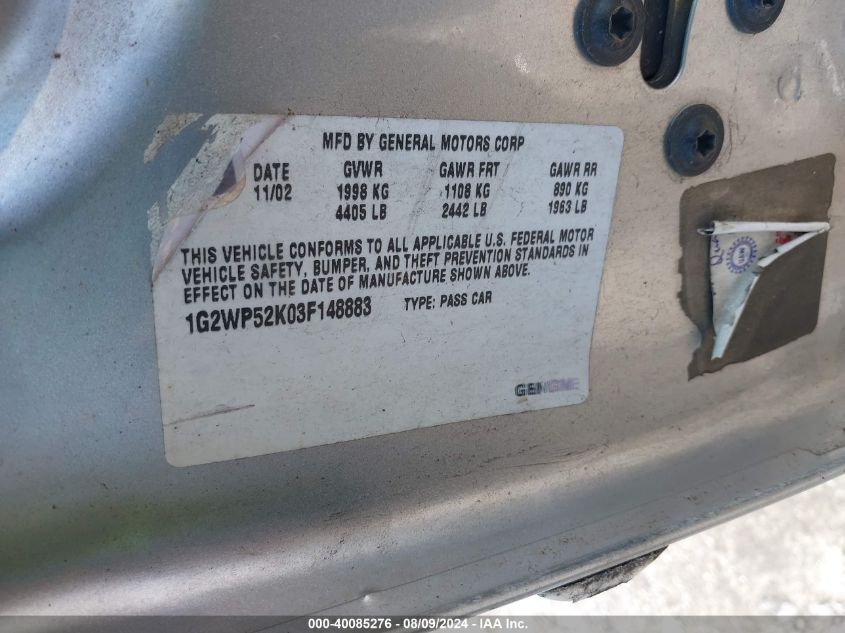 MFD BY GENERAL MOTORS CORP
DATE GVWR GAWR FRT GAWR RR
11/02 1998 KG 1108 KG 890 KG
4405 LB 2442 LB 1963 LB
THIS VEHICLE CONFORMS TO ALL APPLICABLE U.S. FEDERAL MOTOR
VEHICLE SAFETY, BUMPER, AND THEFT PREVENTION STANDARDS IN
EFFECT ON THE DATE OF MANUFACTURE SHOWN ABOVE.
1G2WP52K03F148883 TYPE: PASS CAR
GENUINE
000-40085276 - 08/09/2024 - IAA Inc.